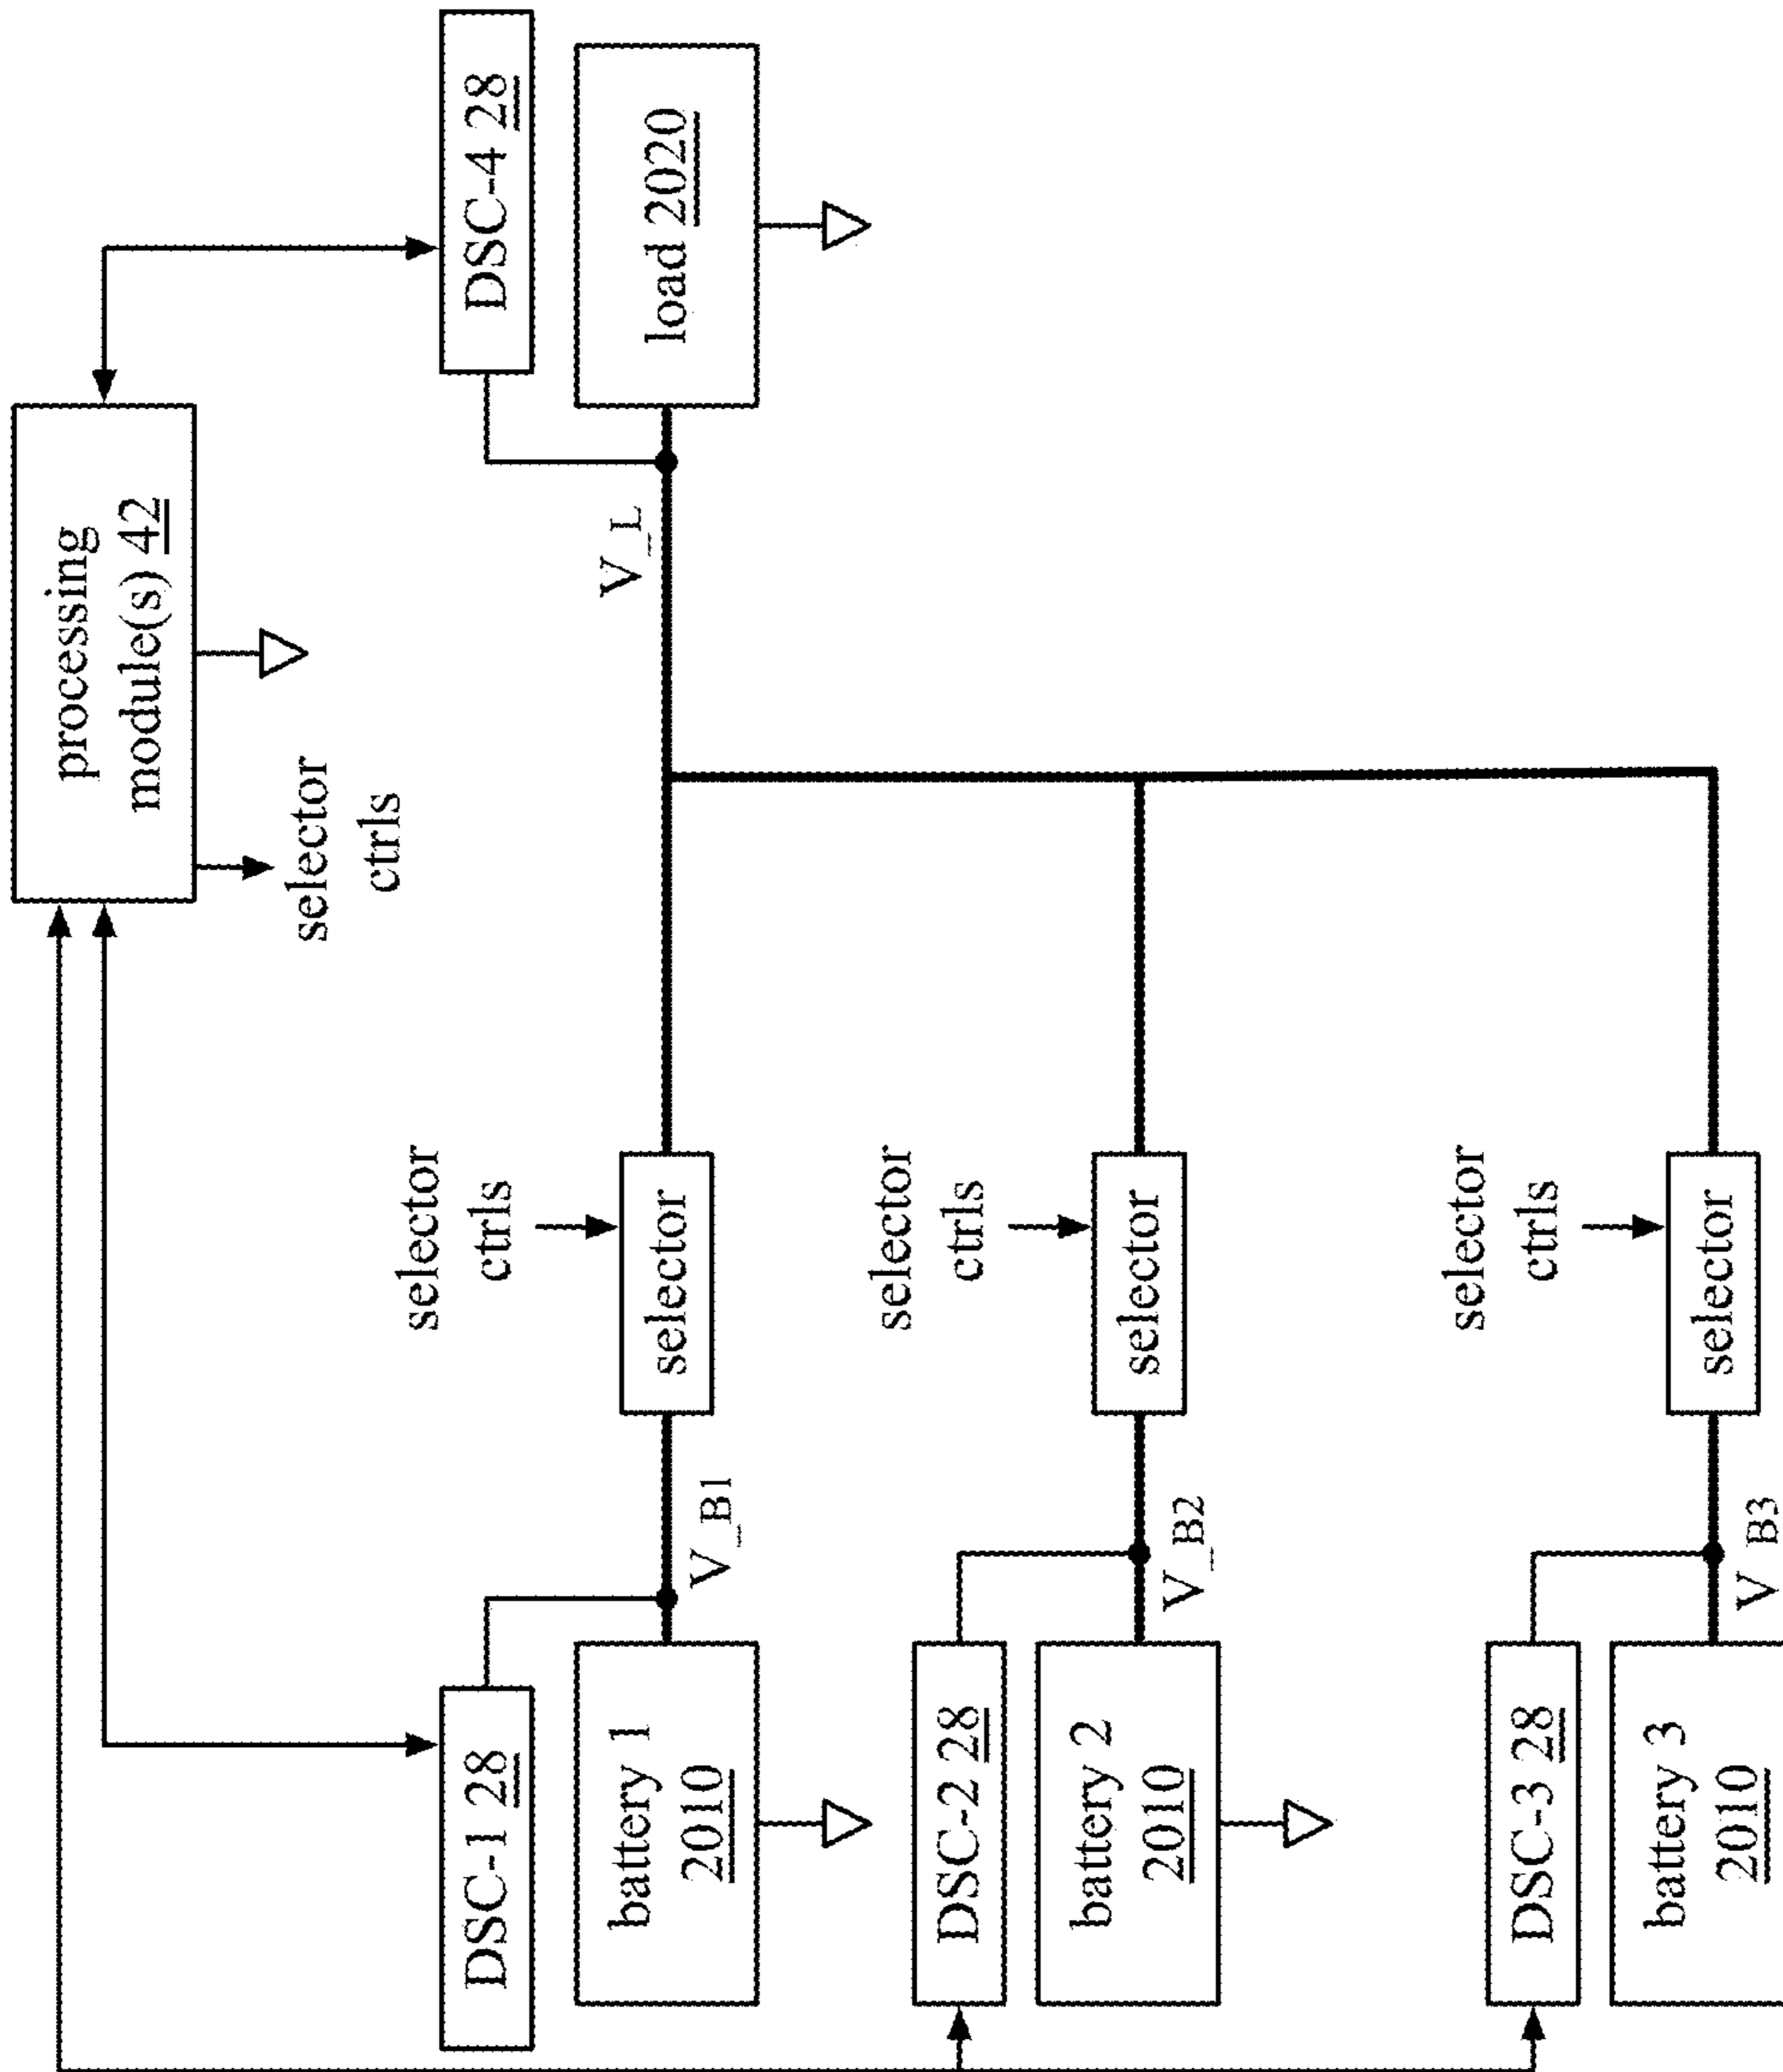 processing
module(s) 42
selector
ctrls
DSC-1 28
battery 1
2010
V_B1
selector
ctrls
selector
V_L
DSC-4 28
load 2020
DSC-2 28
battery 2
2010
V_B2
selector
ctrls
selector
DSC-3 28
battery 3
2010
V_B3
selector
ctrls
selector